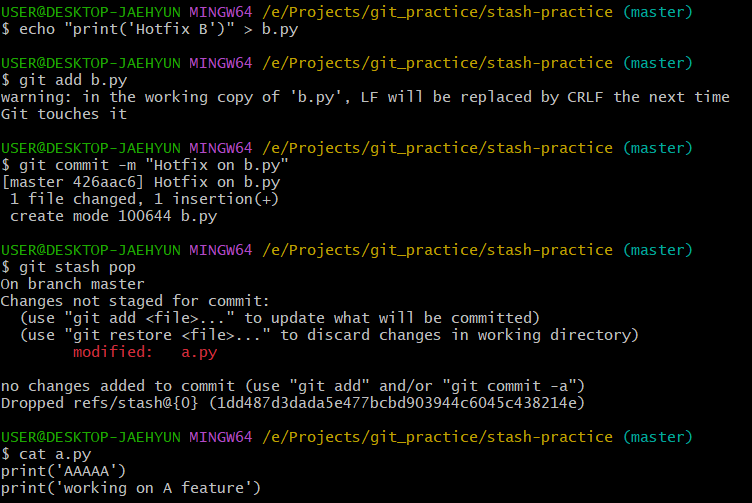 USER@DESKTOP-JAEHYUN MINGW64 /e/Projects/git_practice/stash-practice (master)
$ echo "print('Hotfix B')" > b.py
USER@DESKTOP-JAEHYUN MINGW64 /e/Projects/git_practice/stash-practice (master)
$ git add b.py
warning: in the working copy of 'b.py', LF will be replaced by CRLF the next time
Git touches it
USER@DESKTOP-JAEHYUN MINGW64 /e/Projects/git_practice/stash-practice (master)
$ git commit -m "Hotfix on b.py"
[master 426aac6] Hotfix on b.py
 1 file changed, 1 insertion(+)
 create mode 100644 b.py
USER@DESKTOP-JAEHYUN MINGW64 /e/Projects/git_practice/stash-practice (master)
$ git stash pop
On branch master
Changes not staged for commit:
  (use "git add <file>..." to update what will be committed)
  (use "git restore <file>..." to discard changes in working directory)
        modified:   a.py
no changes added to commit (use "git add" and/or "git commit -a")
Dropped refs/stash@{0} (1dd487d3dada5e477bcbd903944c6045c438214e)
USER@DESKTOP-JAEHYUN MINGW64 /e/Projects/git_practice/stash-practice (master)
$ cat a.py
print('AAAAA')
print('working on A feature')